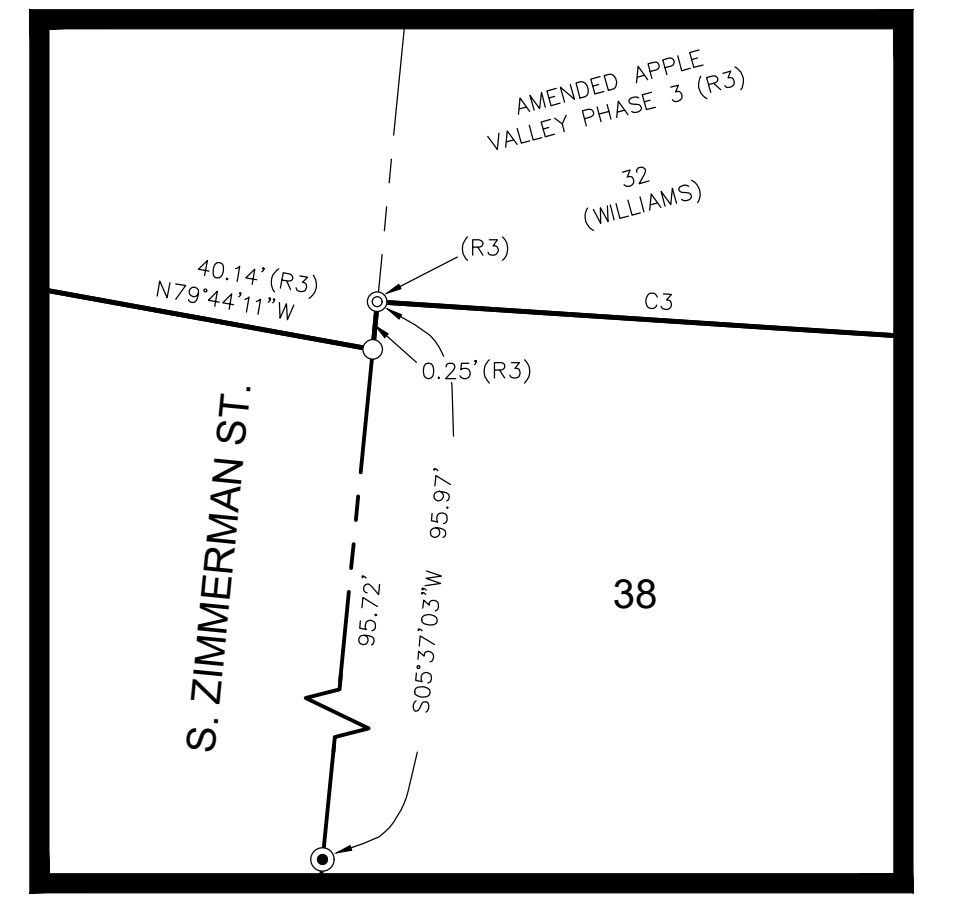 AMENDED APPLE
VALLEY PHASE 3 (R3)
32
(WILLIAMS)
(R3)
40.14'(R3)
N79°44'11"W
C3
0.25'(R3)
S. ZIMMERMAN ST.
95.72'
S05°37'03"W 95.97'
38